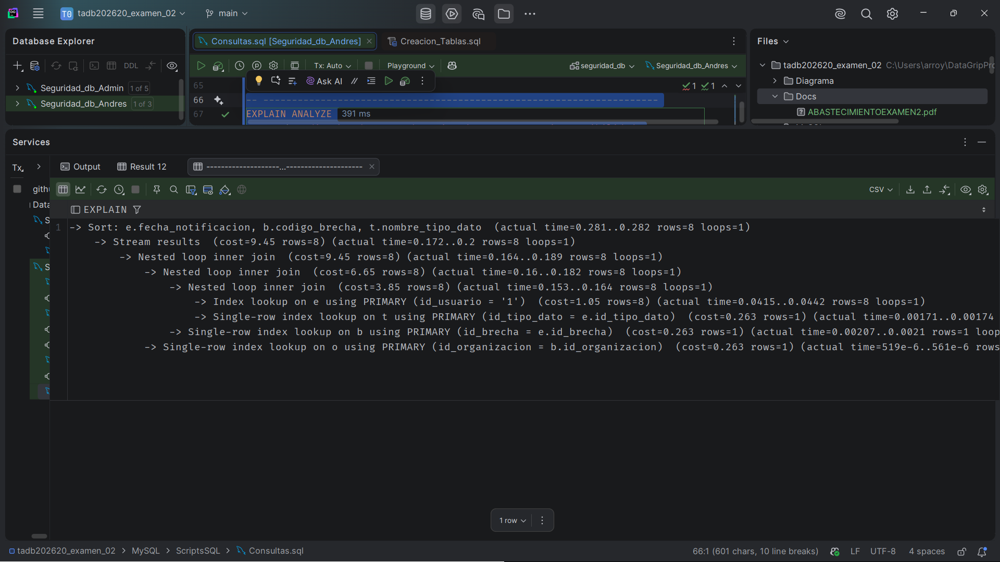 T0 tadb202620_examen_02
main
Database Explorer
DDL
Seguridad_db_Admin 1 of 5
Seguridad_db_Andres 1 of 3
Consultas.sql [Seguridad_db_Andres]
Creacion_Tablas.sql
Tx: Auto
Playground
seguridad_db
Seguridad_db_Andres
Ask AI
1 1
65
66 -- ------------------------------------------------------------------
67 EXPLAIN ANALYZE 391 ms
Files
tadb202620_examen_02 C:\Users\arroy\DataGripPro
Diagrama
Docs
ABASTECIMIENTOEXAMEN2.pdf
Services
Tx
Output
Result 12
---------------------...----------------------
CSV
EXPLAIN
1 -> Sort: e.fecha_notificacion, b.codigo_brecha, t.nombre_tipo_dato (actual time=0.281..0.282 rows=8 loops=1)
-> Stream results (cost=9.45 rows=8) (actual time=0.172..0.2 rows=8 loops=1)
-> Nested loop inner join (cost=9.45 rows=8) (actual time=0.164..0.189 rows=8 loops=1)
-> Nested loop inner join (cost=6.65 rows=8) (actual time=0.16..0.182 rows=8 loops=1)
-> Nested loop inner join (cost=3.85 rows=8) (actual time=0.153..0.164 rows=8 loops=1)
-> Index lookup on e using PRIMARY (id_usuario = '1') (cost=1.05 rows=8) (actual time=0.0415..0.0442 rows=8 loops=1)
-> Single-row index lookup on t using PRIMARY (id_tipo_dato = e.id_tipo_dato) (cost=0.263 rows=1) (actual time=0.00171..0.00174
-> Single-row index lookup on b using PRIMARY (id_brecha = e.id_brecha) (cost=0.263 rows=1) (actual time=0.00207..0.0021 rows=1 loop
-> Single-row index lookup on o using PRIMARY (id_organizacion = b.id_organizacion) (cost=0.263 rows=1) (actual time=519e-6..561e-6 rows
gith
Data
S
S
1 row
tadb202620_examen_02 > MySQL > ScriptsSQL > Consultas.sql
66:1 (601 chars, 10 line breaks)
LF
UTF-8
4 spaces